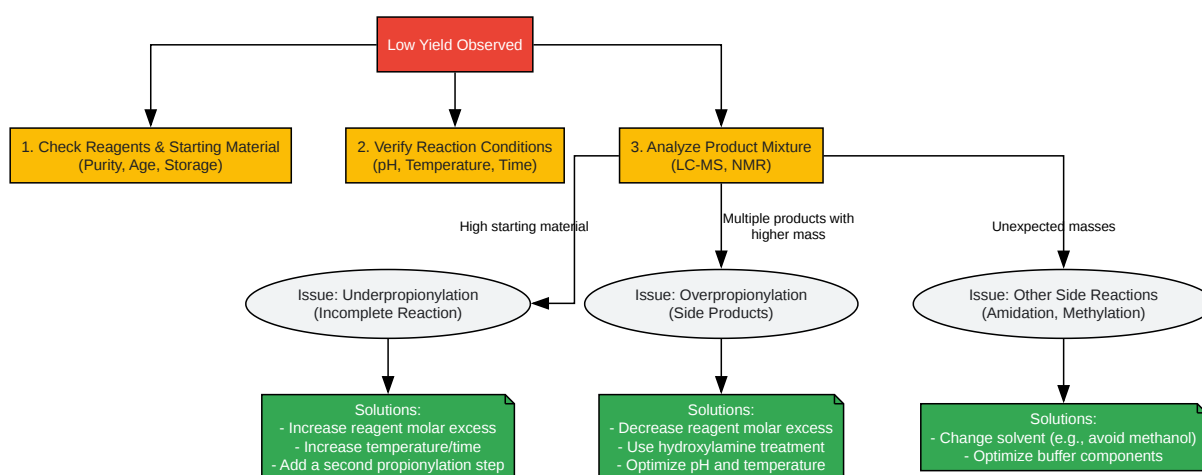 Low Yield Observed
1. Check Reagents & Starting Material
(Purity, Age, Storage)
2. Verify Reaction Conditions
(pH, Temperature, Time)
3. Analyze Product Mixture
(LC-MS, NMR)
High starting material
Multiple products with
higher mass
Unexpected masses
Issue: Underpropionylation
(Incomplete Reaction)
Issue: Overpropionylation
(Side Products)
Issue: Other Side Reactions
(Amidation, Methylation)
Solutions:
- Increase reagent molar excess
- Increase temperature/time
- Add a second propionylation step
Solutions:
- Decrease reagent molar excess
- Use hydroxylamine treatment
- Optimize pH and temperature
Solutions:
- Change solvent (e.g., avoid methanol)
- Optimize buffer components